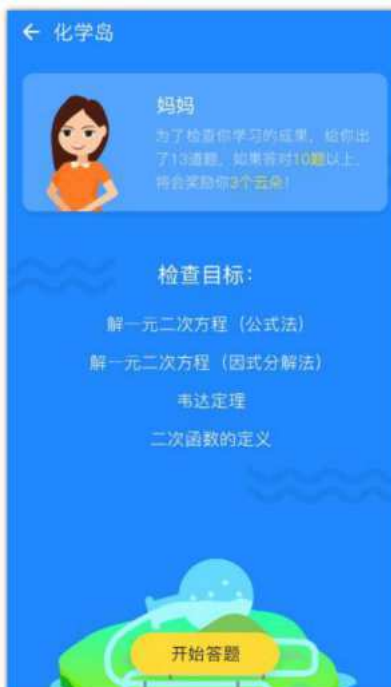 ← 化学岛
妈妈
为了检查你学习的成果，给你出
了13道题，如果答对10题以上，
将会奖励你3个云朵！
检查目标：
解一元二次方程（公式法）
解一元二次方程（因式分解法）
韦达定理
二次函数的定义
开始答题